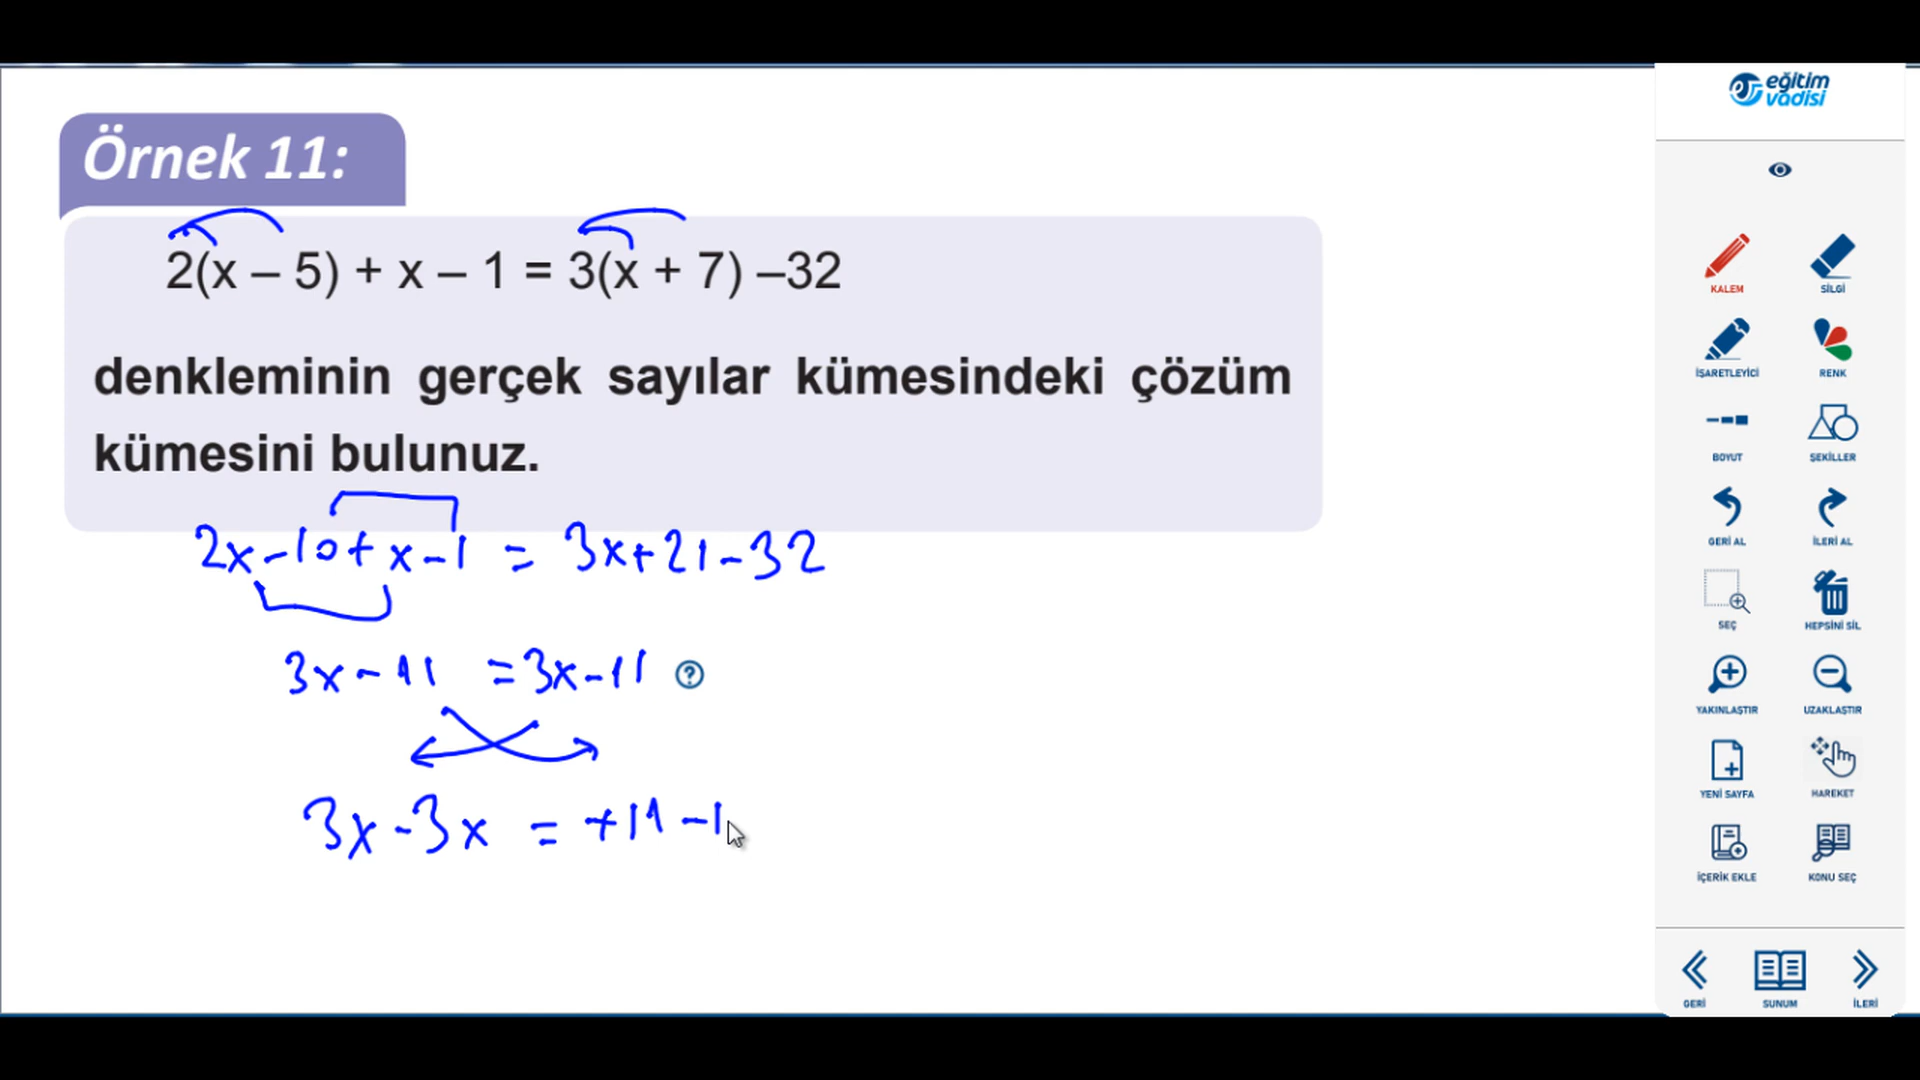 eğitim
vadisi
Örnek 11:
2(x – 5) + x – 1 = 3(x + 7) –32
denkleminin gerçek sayılar kümesindeki çözüm
kümesini bulunuz.
2x-10+x-1 = 3x+21-32
3x-11 = 3x-11
3x-3x = +11-1
KALEM
SİLGİ
İŞARETLEYİCİ
RENK
BOYUT
ŞEKİLLER
GERİ AL
İLERİ AL
SEÇ
HEPSİNİ SİL
YAKINLAŞTIR
UZAKLAŞTIR
YENİ SAYFA
HAREKET
İÇERİK EKLE
KONU SEÇ
GERİ
SUNUM
İLERİ